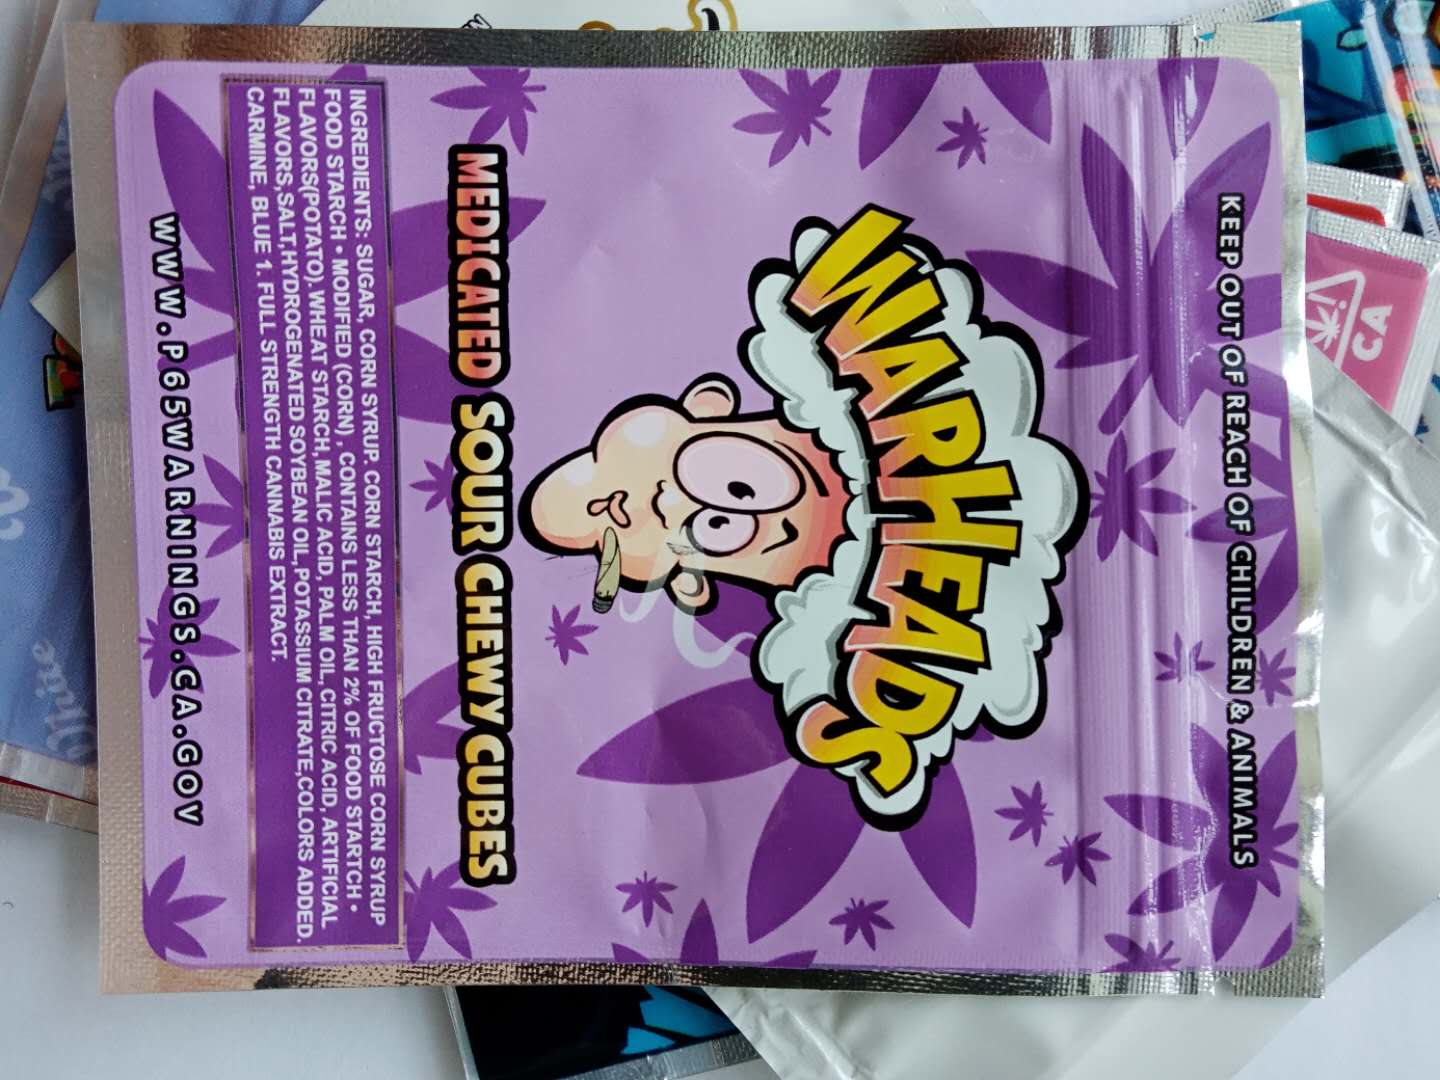 KEEP OUT OF REACH OF CHILDREN & ANIMALS
WARHEADS
MEDICATED SOUR CHEWY CUBES
INGREDIENTS: SUGAR, CORN SYRUP, CORN STARCH, HIGH FRUCTOSE CORN SYRUP
FOOD STARCH • MODIFIED (CORN) . CONTAINS LESS THAN 2% OF FOOD STARTCH •
FLAVORS(POTATO). WHEAT STARCH, MALIC ACID, PALM OIL, CITRIC ACID, ARTIFICIAL
FLAVORS,SALT,HYDROGENATED SOYBEAN OIL, POTASSIUM CITRATE,COLORS ADDED.
CARMINE, BLUE 1. FULL STRENGTH CANNABIS EXTRACT.
WWW.P65WARNINGS.CA.GOV
CA